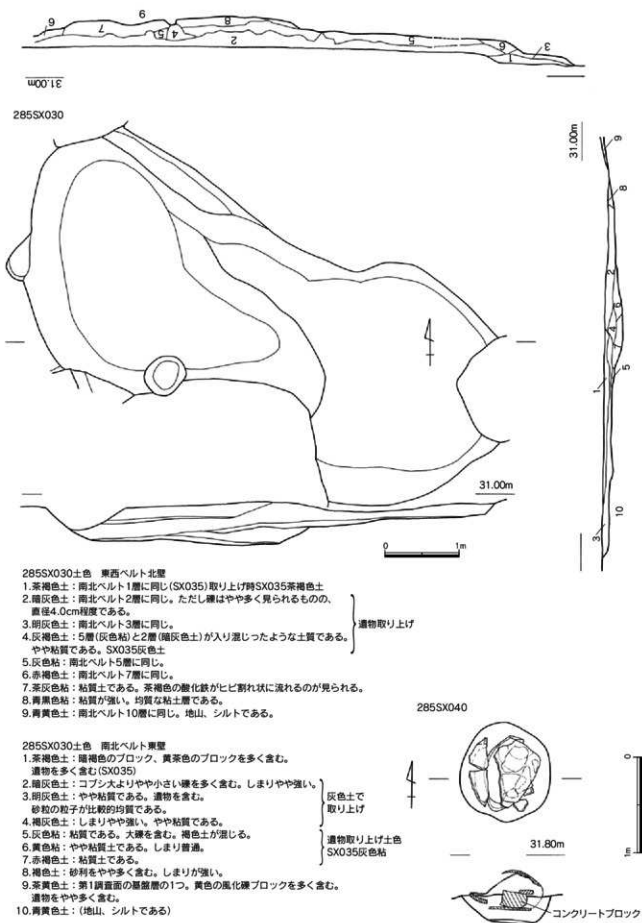 6
7
9
5
4
8
2
5
6
1
3
31.00m
285SX030
31.00m
9
8
2
6
4
5
1
10
3
31.00m
0 1m
285SX030土色 東西ベルト北壁
1.茶褐色土：南北ベルト1層に同じ(SX035)取り上げ時SX035茶褐色土
2.暗灰色土：南北ベルト2層に同じ。ただし礫はやや多く見られるものの、
直径4.0cm程度である。
3.明灰色土：南北ベルト3層に同じ。
4.灰褐色土：5層(灰色粘)と2層(暗灰色土)が入り混じったような土質である。
やや粘質である。SX035灰色土
遺物取り上げ
5.灰色粘：南北ベルト5層に同じ。
6.赤褐色土：南北ベルト7層に同じ。
7.茶灰色粘：粘質土である。茶褐色の酸化鉄がヒビ割れ状に流れるのが見られる。
8.青黒色粘：粘質が強い。均質な粘土層である。
9.青黄色土：南北ベルト10層に同じ。地山、シルトである。
285SX030土色 南北ベルト東壁
1.茶褐色土：暗褐色のブロック、黄茶色のブロックを多く含む。
遺物を多く含む(SX035)
2.暗灰色土：コブシ大よりやや小さい礫を多く含む。しまりやや強い。
3.明灰色土：やや粘質である。遺物を含む。
砂粒の粒子が比較的均質である。
4.褐灰色土：しまりやや強い。やや粘質である。
灰色土で
取り上げ
5.灰色粘：粘質である。大礫を含む。褐色土が混じる。
6.黄色粘：やや粘質土である。しまり普通。
7.赤褐色土：粘質土である。
遺物取り上げ土色
SX035灰色粘
8.褐色土：砂利をやや多く含む。しまりが強い。
9.茶黄色土：第1調査面の基盤層の1つ。黄色の風化礫ブロックを多く含む。
遺物をやや多く含む。
10.青黄色土：(地山、シルトである)
285SX040
31.80m
コンクリートブロック
0 1m